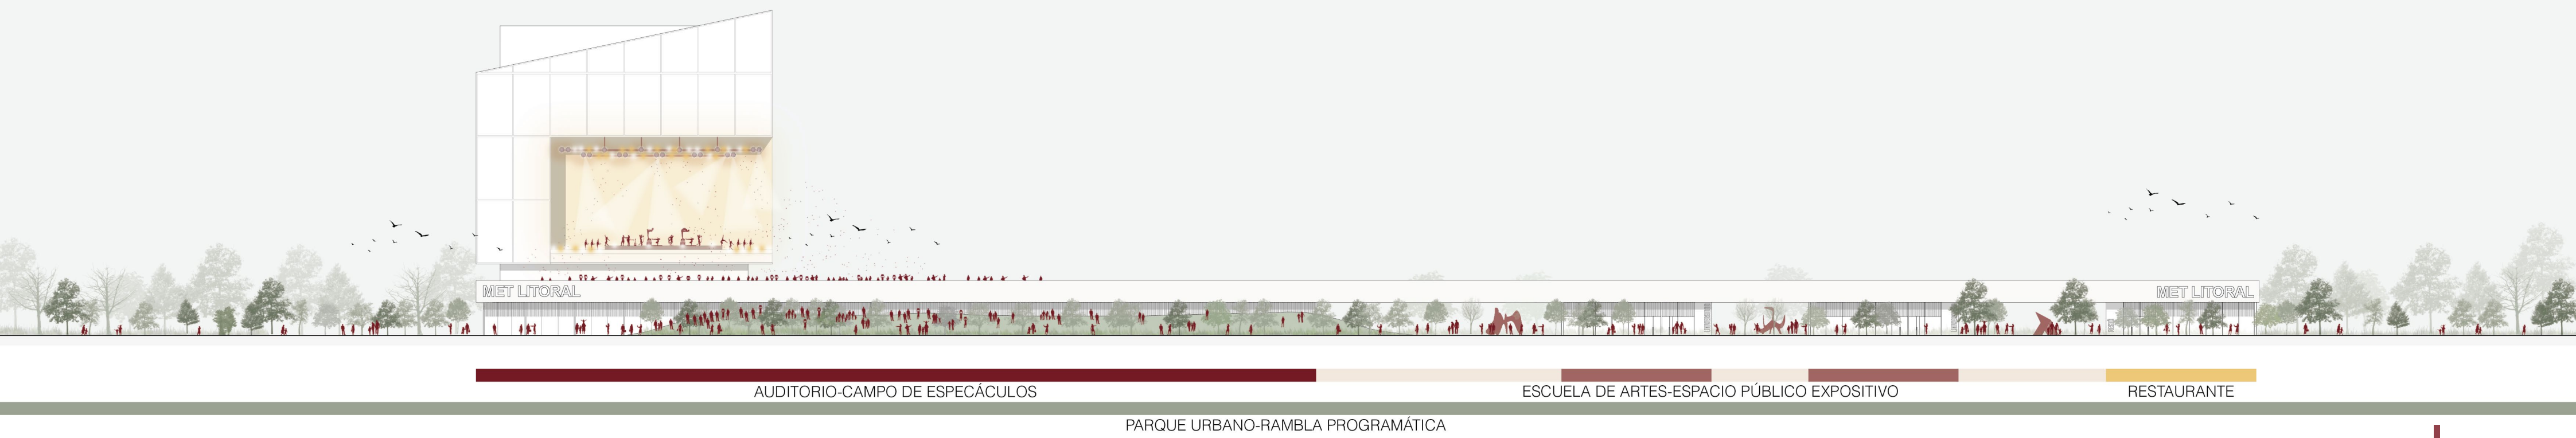 MET LITORAL
MET LITORAL
AUDITORIO-CAMPO DE ESPECÁCULOS
ESCUELA DE ARTES-ESPACIO PÚBLICO EXPOSITIVO
RESTAURANTE
PARQUE URBANO-RAMBLA PROGRAMÁTICA